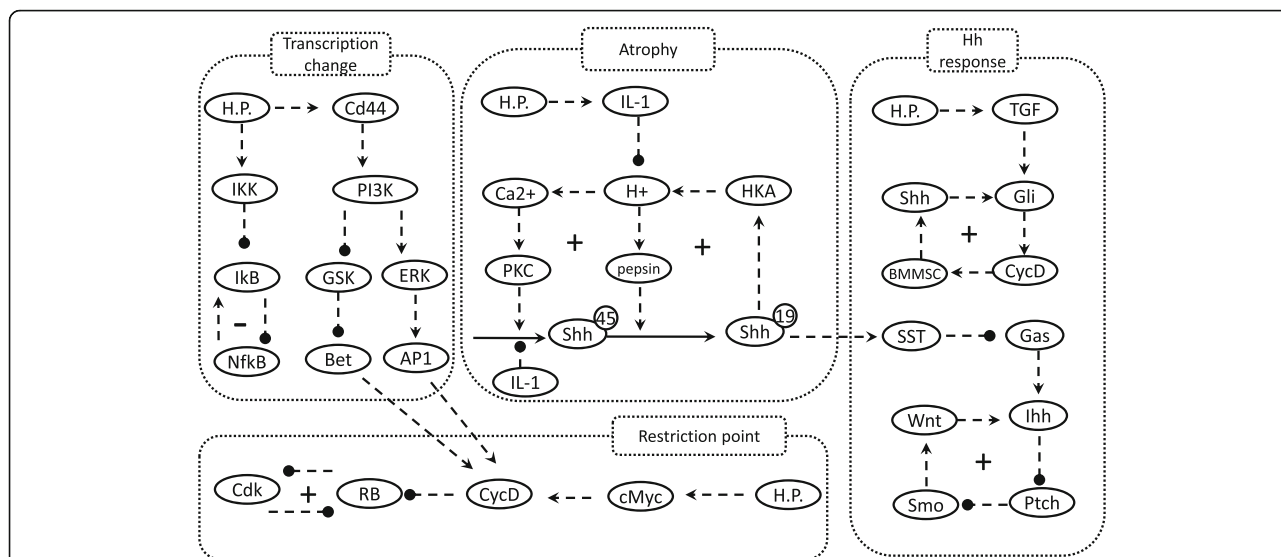 Transcription
change
H.P.
Cd44
IKK
PI3K
IkB
GSK
ERK
NfkB
Bet
AP1
Atrophy
H.P.
IL-1
Ca2+
H+
HKA
+
+
PKC
pepsin
Shh
45
Shh
19
IL-1
Hh
response
H.P.
TGF
Shh
Gli
+
BMMSC
CycD
SST
Gas
Wnt
Ihh
+
Smo
Ptch
Restriction point
Cdk
+
RB
CycD
cMyc
H.P.
-